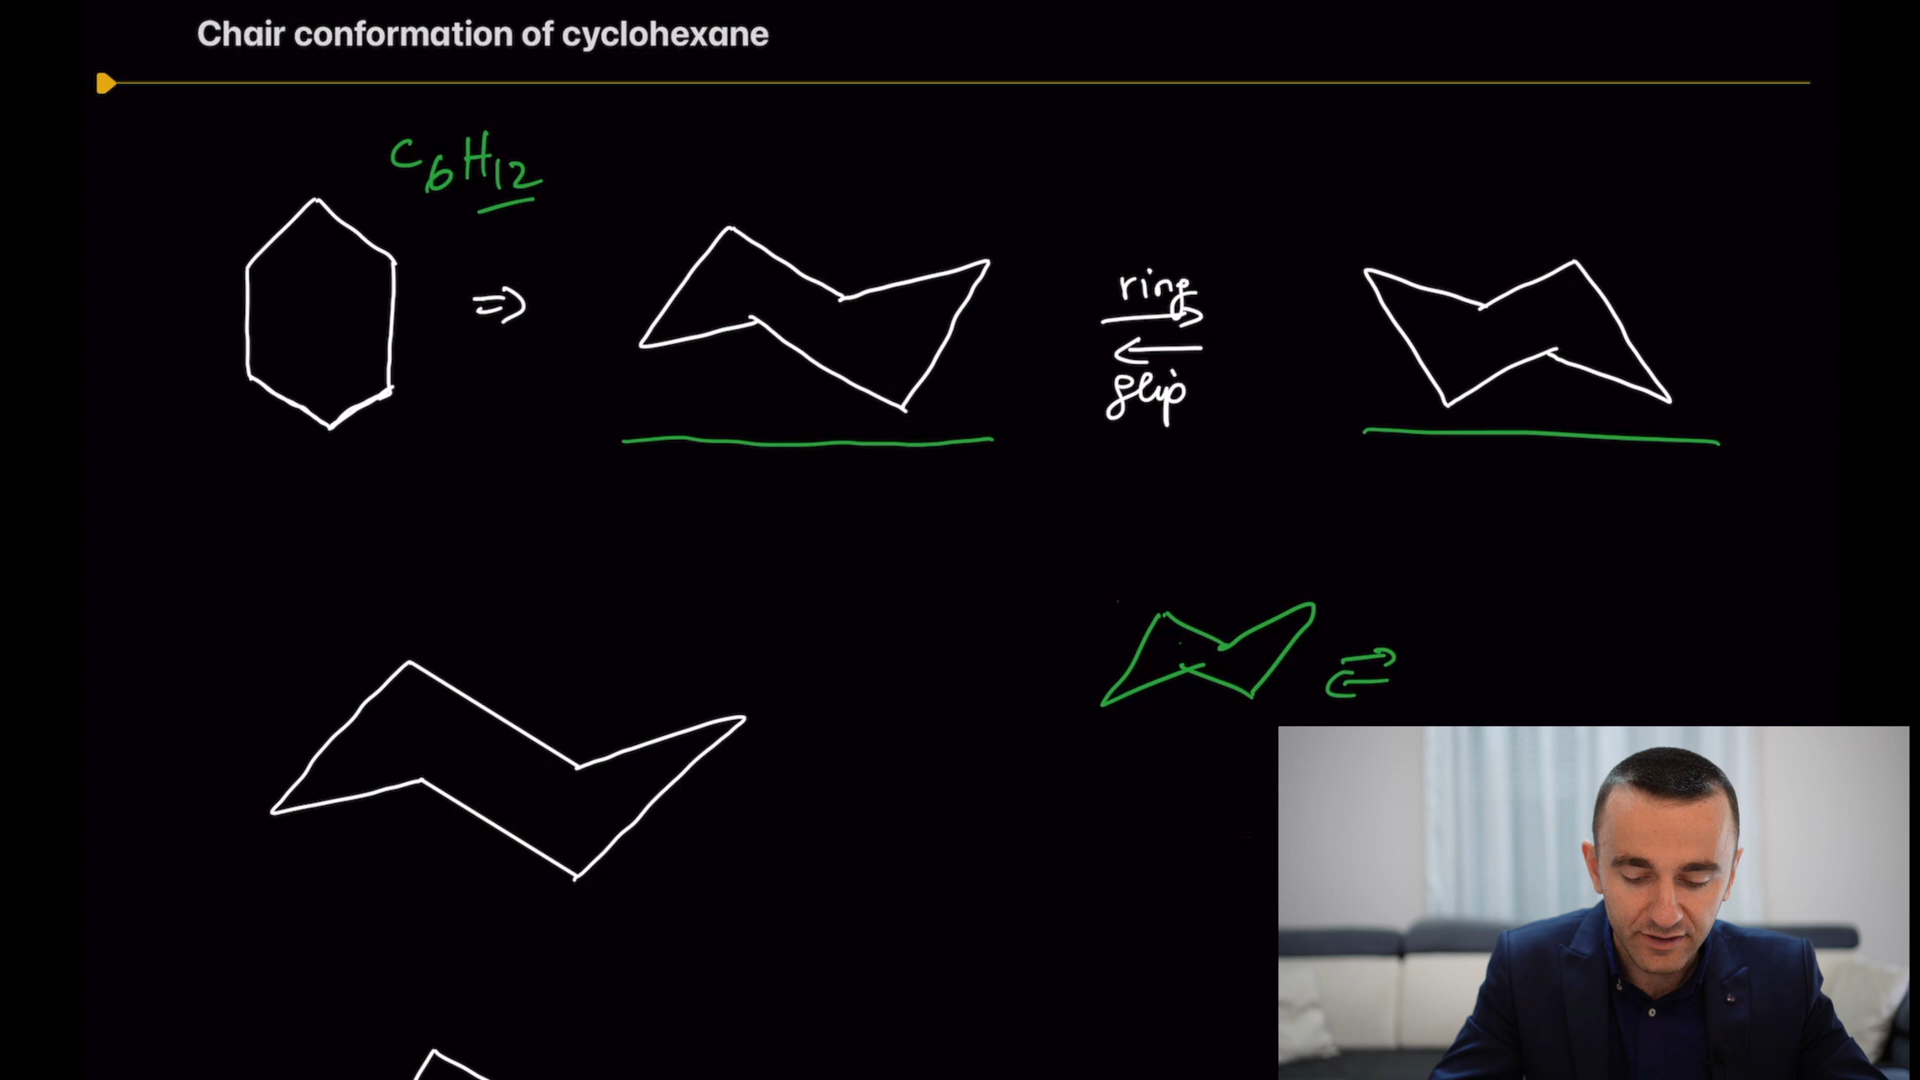 Chair conformation of cyclohexane
C₆H₁₂
ring
flip